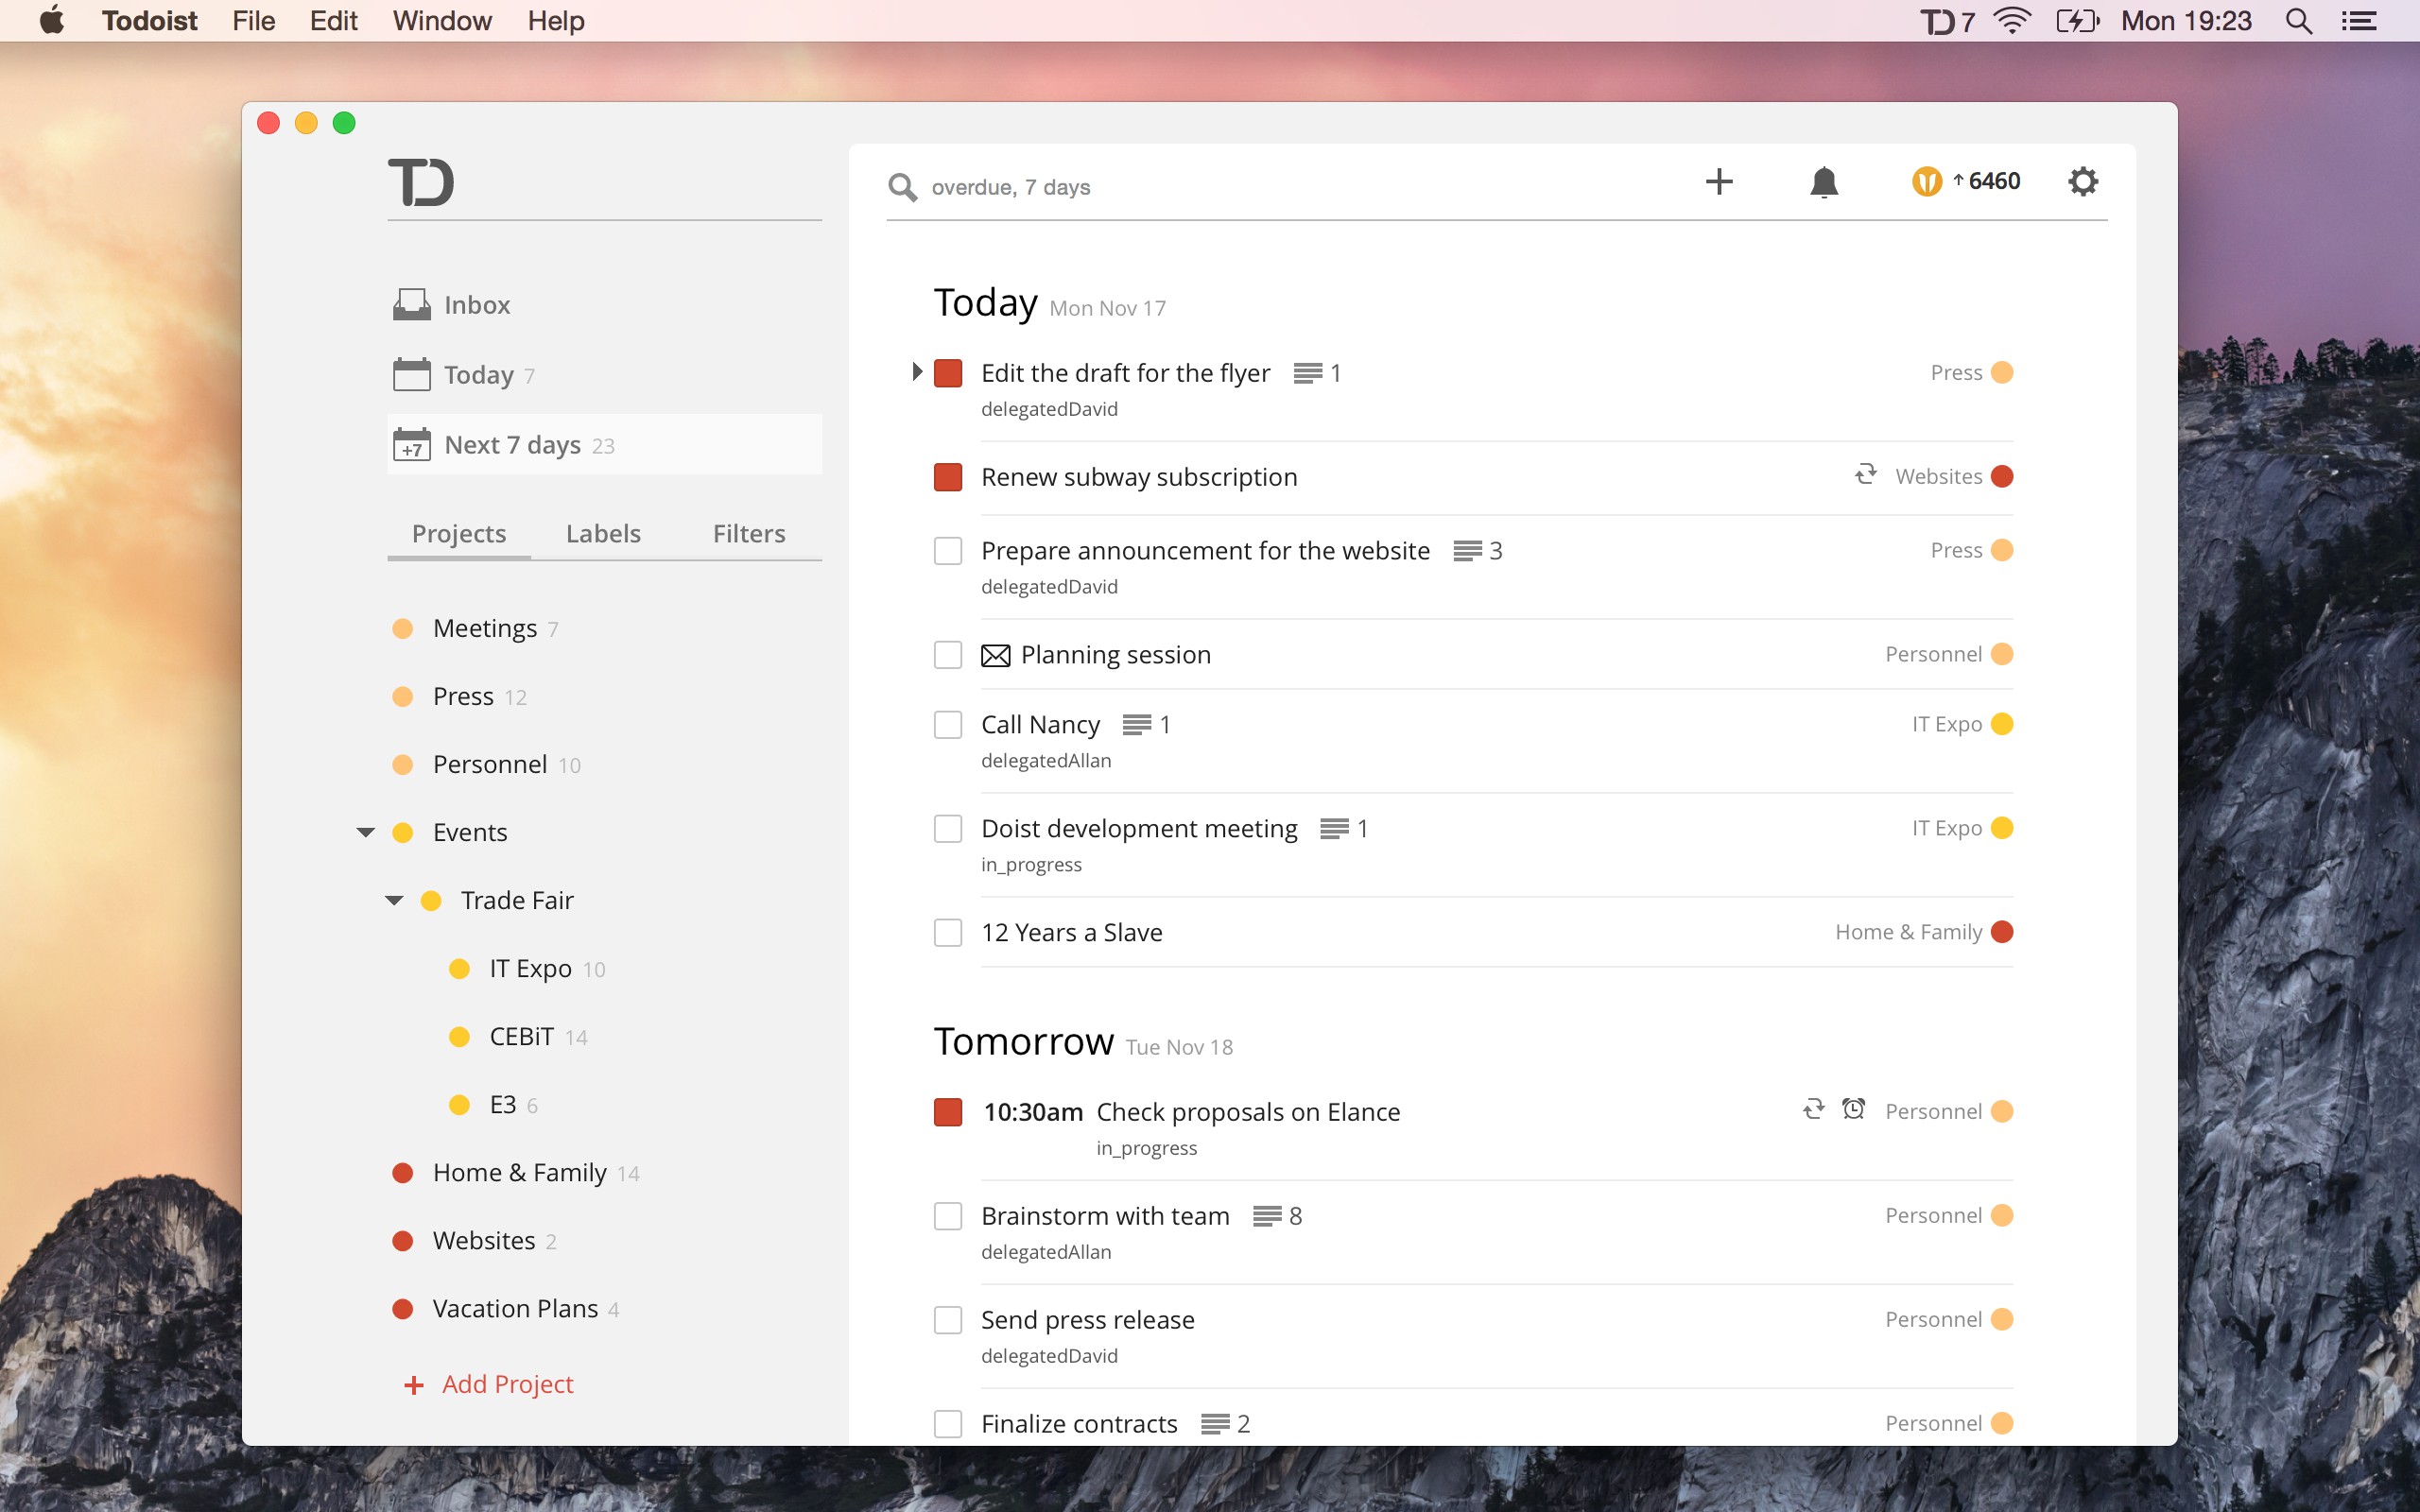 Todoist File Edit Window Help TD 7 Mon 19:23
TD
overdue, 7 days 6460
Inbox
Today 7
+7 Next 7 days 23
Projects Labels Filters
Meetings 7
Press 12
Personnel 10
Events
Trade Fair
IT Expo 10
CEBiT 14
E3 6
Home & Family 14
Websites 2
Vacation Plans 4
+ Add Project
Today Mon Nov 17
Edit the draft for the flyer 1 Press
delegatedDavid
Renew subway subscription Websites
Prepare announcement for the website 3 Press
delegatedDavid
Planning session Personnel
Call Nancy 1 IT Expo
delegatedAllan
Doist development meeting 1 IT Expo
in_progress
12 Years a Slave Home & Family
Tomorrow Tue Nov 18
10:30am Check proposals on Elance Personnel
in_progress
Brainstorm with team 8 Personnel
delegatedAllan
Send press release Personnel
delegatedDavid
Finalize contracts 2 Personnel